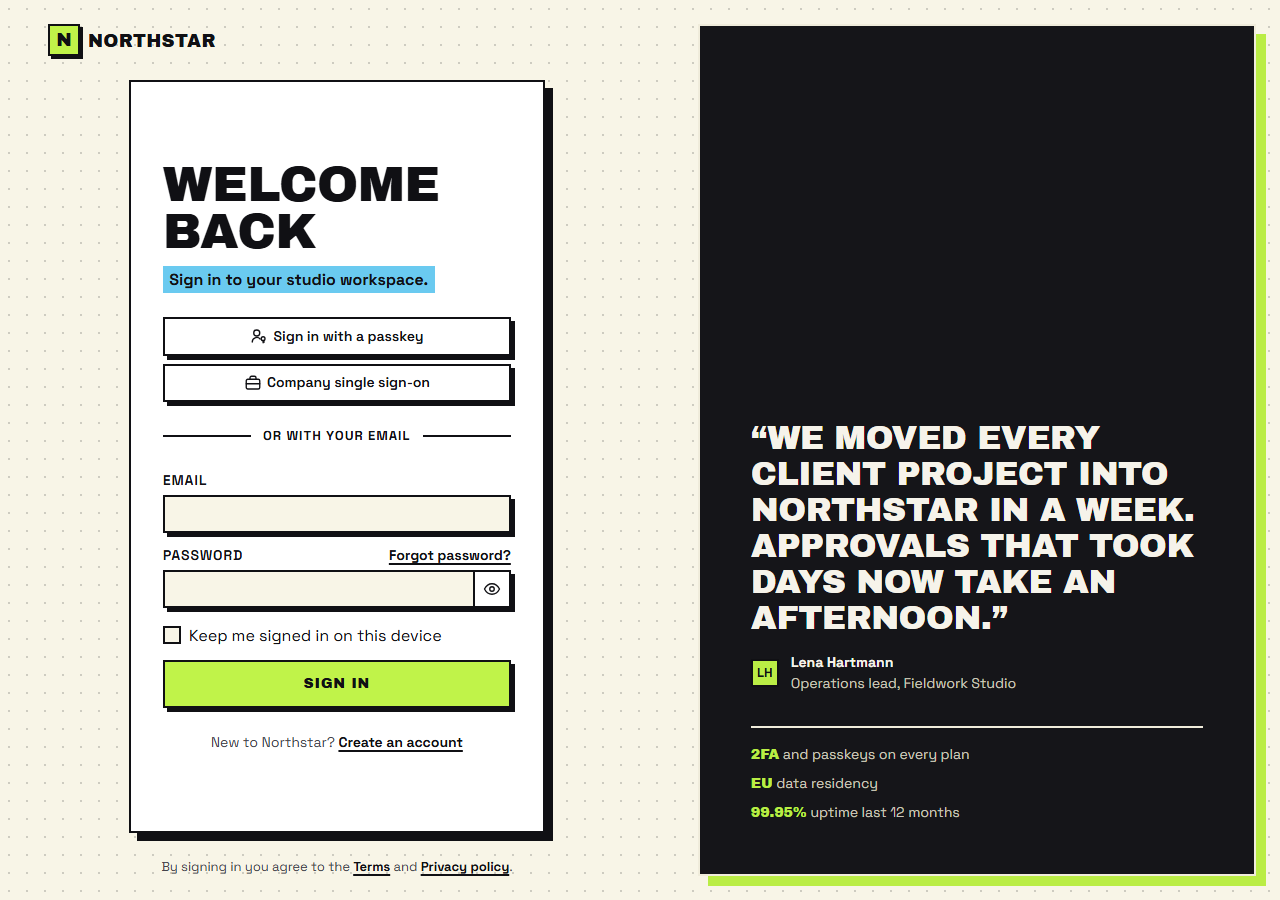 N NORTHSTAR
WELCOME
BACK
Sign in to your studio workspace.
Sign in with a passkey
Company single sign-on
OR WITH YOUR EMAIL
EMAIL
PASSWORD Forgot password?
Keep me signed in on this device
SIGN IN
New to Northstar? Create an account
By signing in you agree to the Terms and Privacy policy.
“WE MOVED EVERY
CLIENT PROJECT INTO
NORTHSTAR IN A WEEK.
APPROVALS THAT TOOK
DAYS NOW TAKE AN
AFTERNOON.”
LH
Lena Hartmann
Operations lead, Fieldwork Studio
2FA and passkeys on every plan
EU data residency
99.95% uptime last 12 months